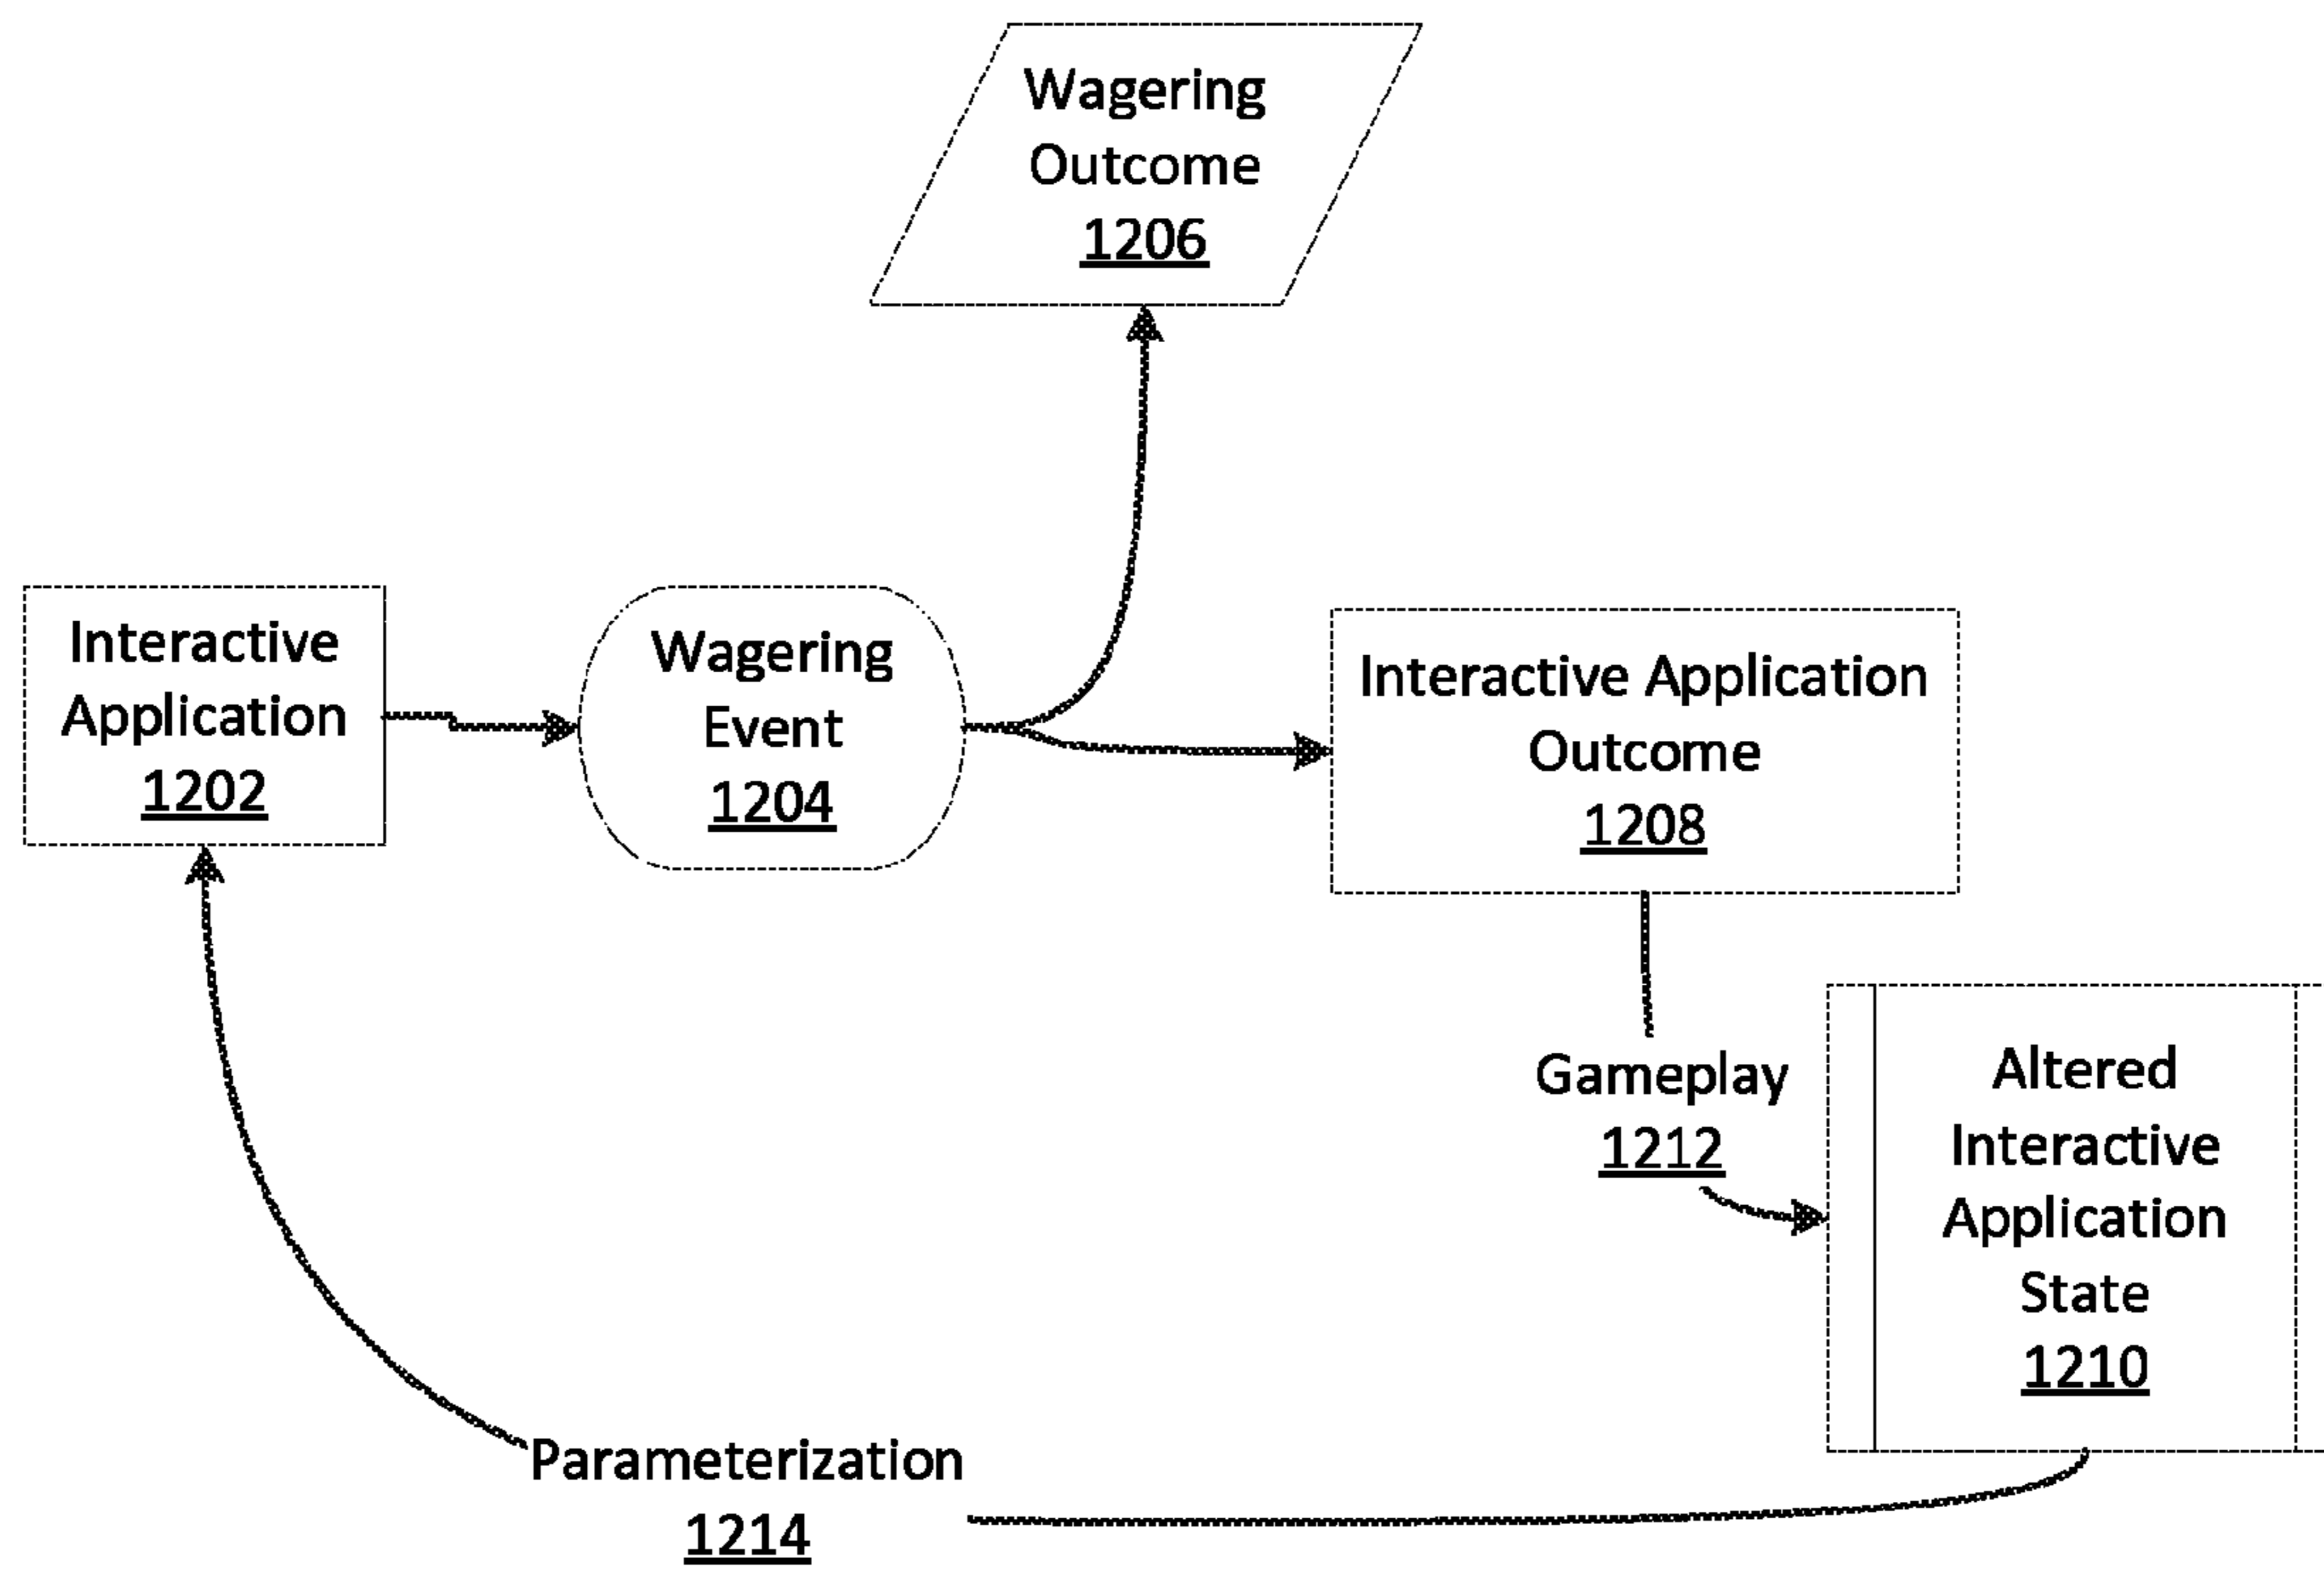 Wagering
Outcome
1206
Interactive
Application
1202
Wagering
Event
1204
Interactive Application
Outcome
1208
Gameplay
1212
Altered
Interactive
Application
State
1210
Parameterization
1214